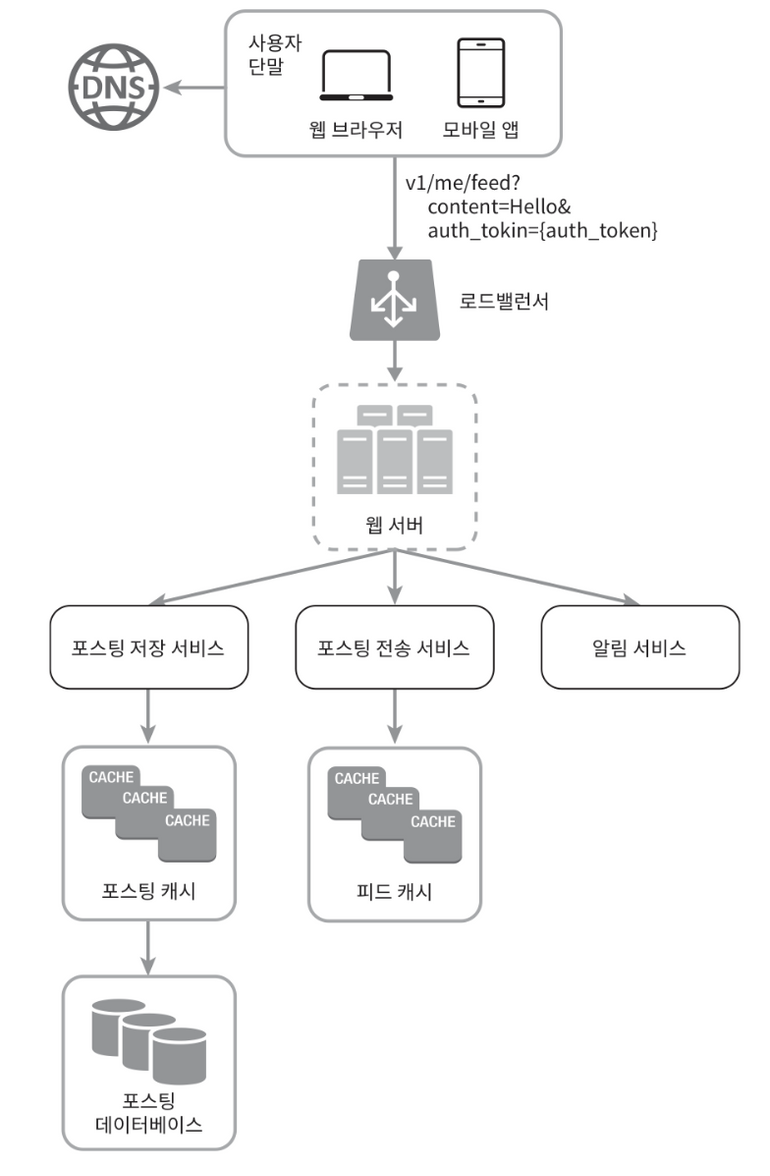 사용자
단말
DNS
웹 브라우저
모바일 앱
v1/me/feed?
content=Hello&
auth_tokin={auth_token}
로드밸런서
웹 서버
포스팅 저장 서비스
포스팅 전송 서비스
알림 서비스
CACHE
CACHE
CACHE
포스팅 캐시
CACHE
CACHE
CACHE
피드 캐시
포스팅
데이터베이스